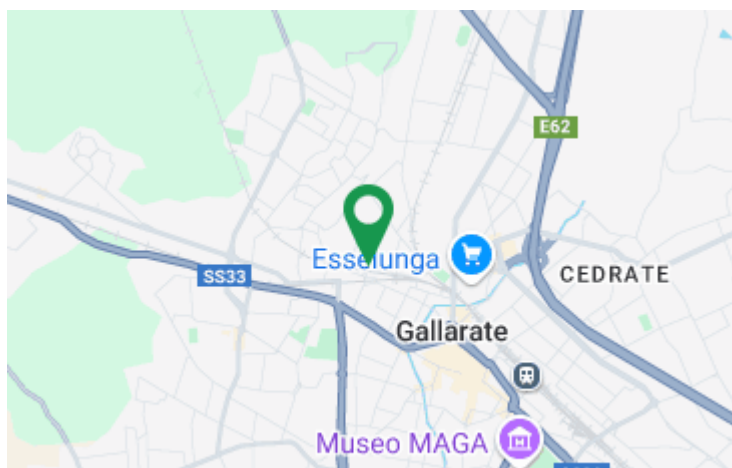 E62
Esselunga
SS33
CEDRATE
Gallarate
Museo MAGA